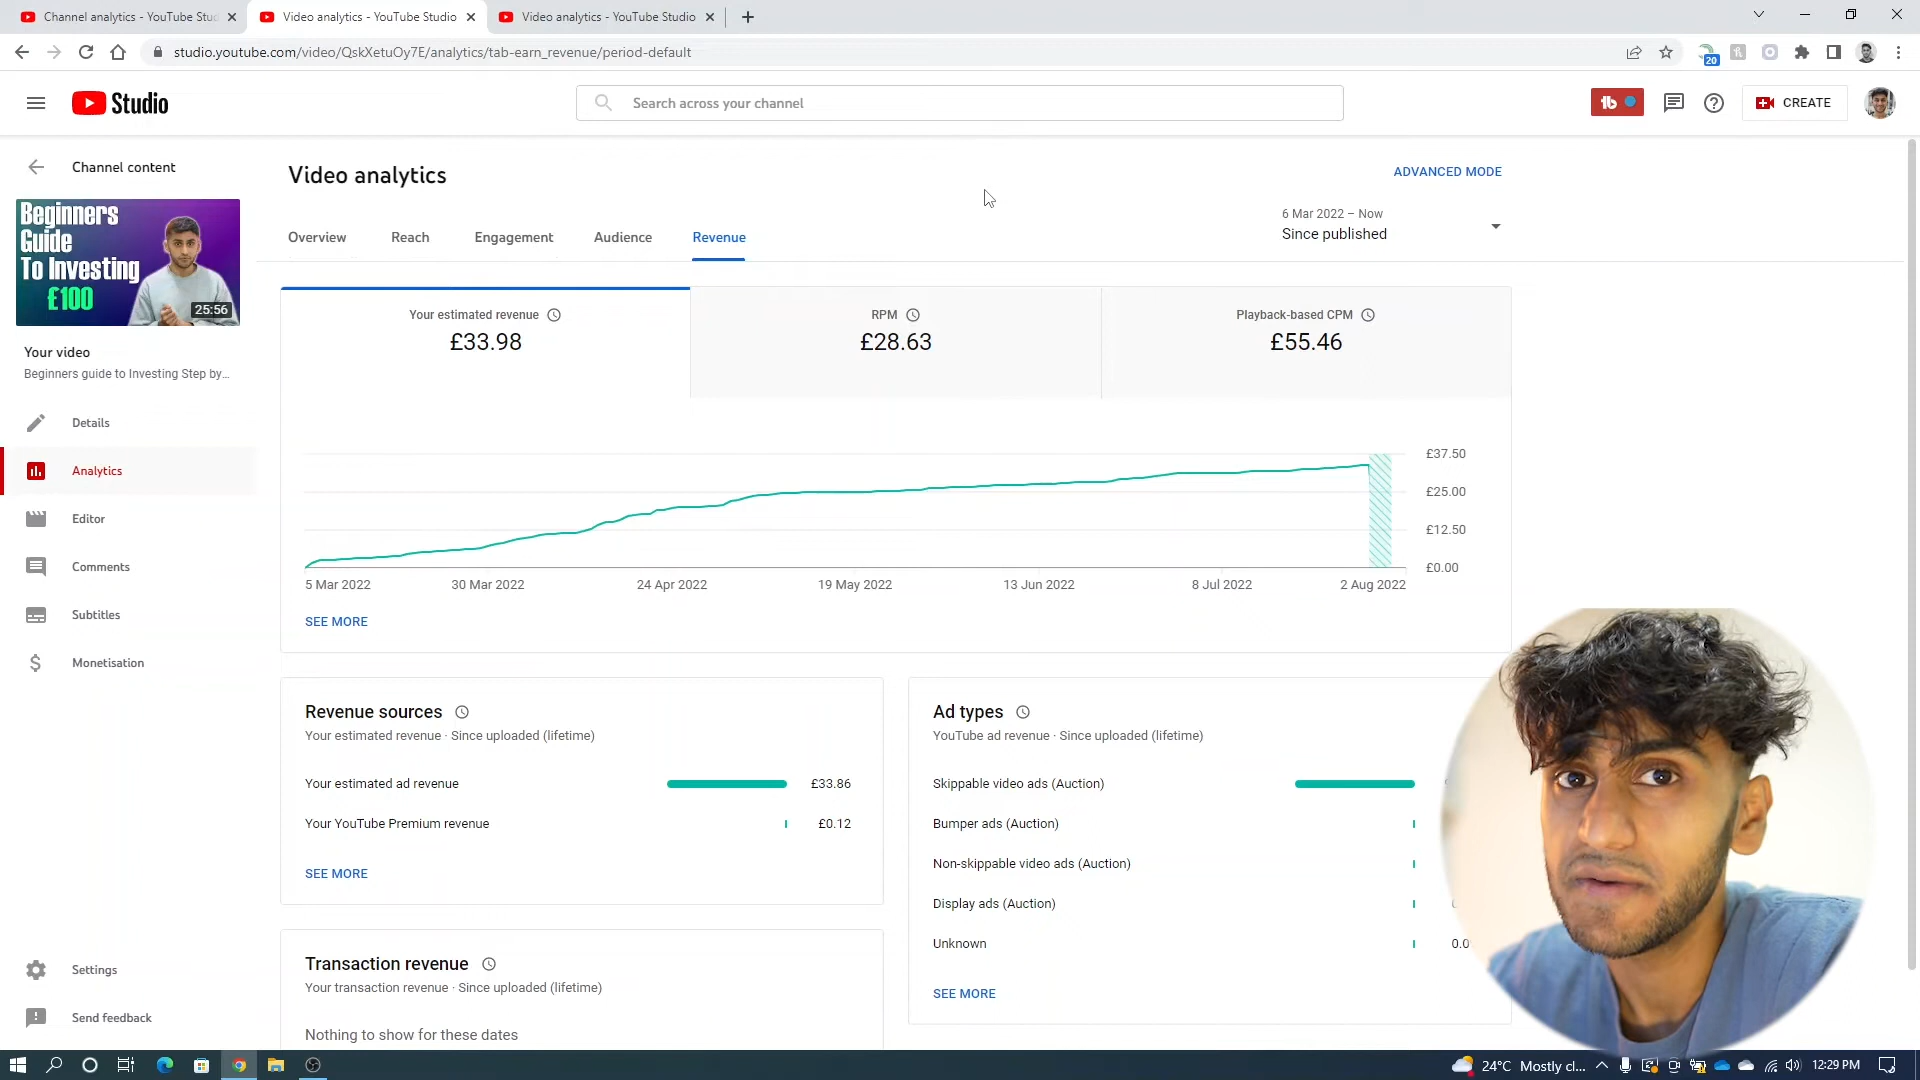 Channel analytics - YouTube Stu
Video analytics - YouTube Studio
Video analytics - YouTube Studio
studio.youtube.com/video/QskXetuOy7E/analytics/tab-earn_revenue/period-default
20
Studio
Search across your channel
tb
CREATE
Channel content
Video analytics
ADVANCED MODE
Beginners
Guide
To Investing
£100
25:56
Overview
Reach
Engagement
Audience
Revenue
6 Mar 2022 – Now
Since published
Your estimated revenue
£33.98
RPM
£28.63
Playback-based CPM
£55.46
Your video
Beginners guide to Investing Step by...
Details
Analytics
Editor
Comments
Subtitles
Monetisation
£37.50
£25.00
£12.50
£0.00
5 Mar 2022
30 Mar 2022
24 Apr 2022
19 May 2022
13 Jun 2022
8 Jul 2022
2 Aug 2022
SEE MORE
Revenue sources
Your estimated revenue · Since uploaded (lifetime)
Your estimated ad revenue
£33.86
Your YouTube Premium revenue
£0.12
SEE MORE
Ad types
YouTube ad revenue · Since uploaded (lifetime)
Skippable video ads (Auction)
Bumper ads (Auction)
Non-skippable video ads (Auction)
Display ads (Auction)
Unknown
0.0
SEE MORE
Transaction revenue
Your transaction revenue · Since uploaded (lifetime)
Nothing to show for these dates
Settings
Send feedback
24°C Mostly cl...
12:29 PM